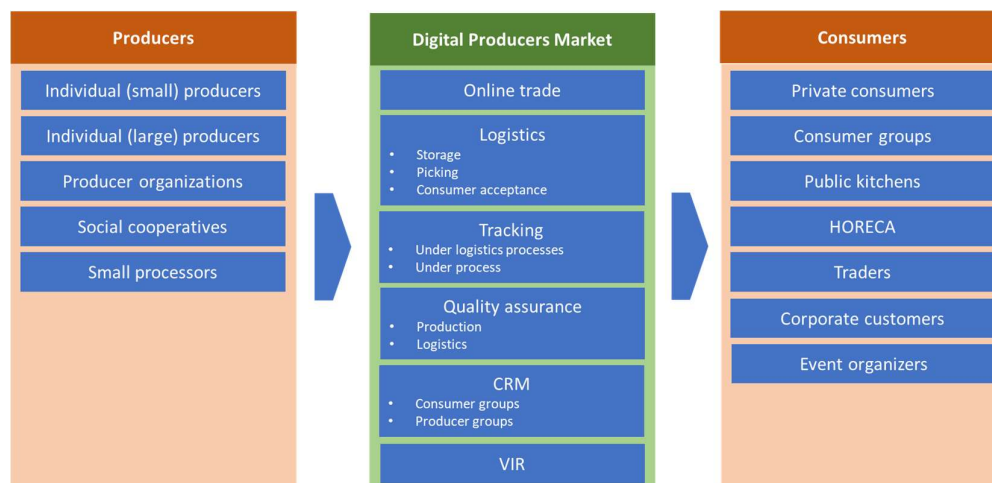 Producers
Individual (small) producers
Individual (large) producers
Producer organizations
Social cooperatives
Small processors
Digital Producers Market
Online trade
Logistics
• Storage
• Picking
• Consumer acceptance
Tracking
• Under logistics processes
• Under process
Quality assurance
• Production
• Logistics
CRM
• Consumer groups
• Producer groups
VIR
Consumers
Private consumers
Consumer groups
Public kitchens
HORECA
Traders
Corporate customers
Event organizers